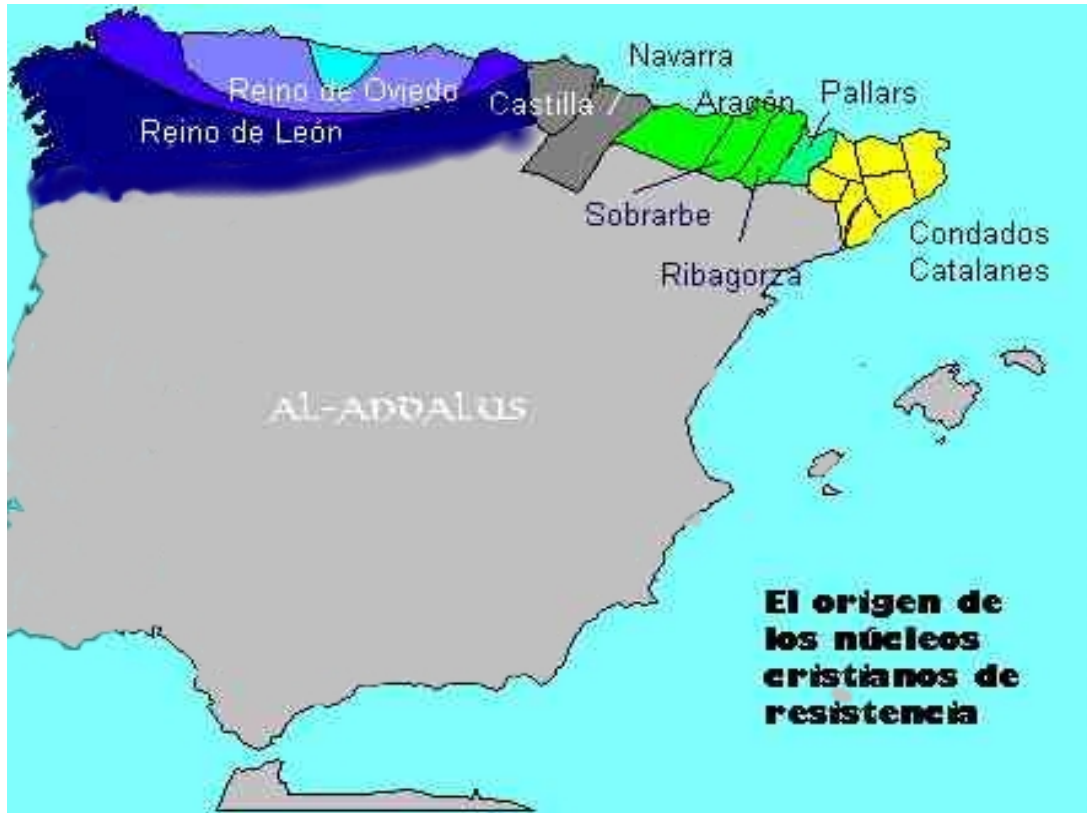 Navarra
Reino de Oviedo
Castilla /
Aragón
Pallars
Reino de León
Sobrarbe
Condados
Catalanes
Ribagorza
Al-Andalus
El origen de
los núcleos
cristianos de
resistencia